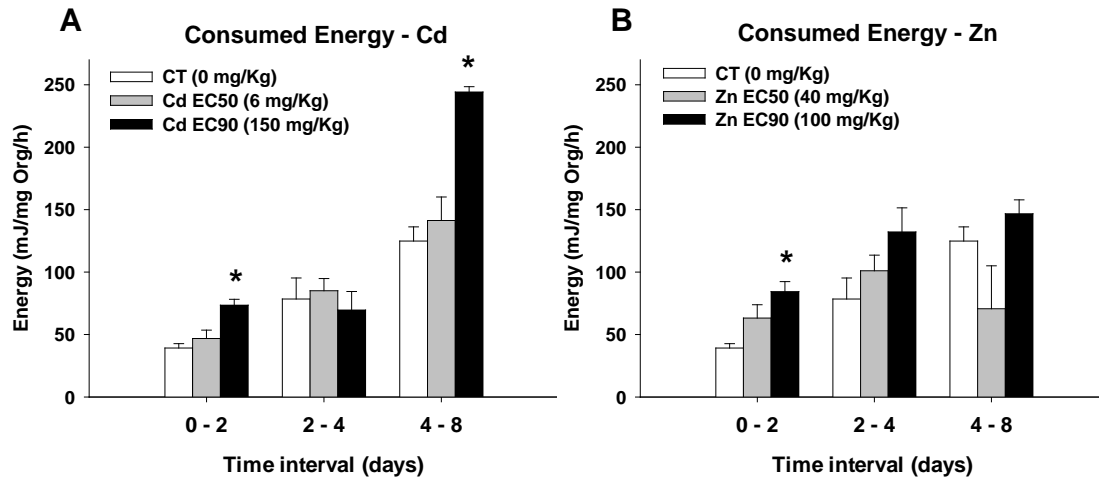 A
Consumed Energy - Cd
CT (0 mg/Kg)
Cd EC50 (6 mg/Kg)
Cd EC90 (150 mg/Kg)
*
*
Energy (mJ/mg Org/h)
250
200
150
100
50
0
0 - 2
2 - 4
4 - 8
Time interval (days)
B
Consumed Energy - Zn
CT (0 mg/Kg)
Zn EC50 (40 mg/Kg)
Zn EC90 (100 mg/Kg)
*
Energy (mJ/mg Org/h)
250
200
150
100
50
0
0 - 2
2 - 4
4 - 8
Time interval (days)